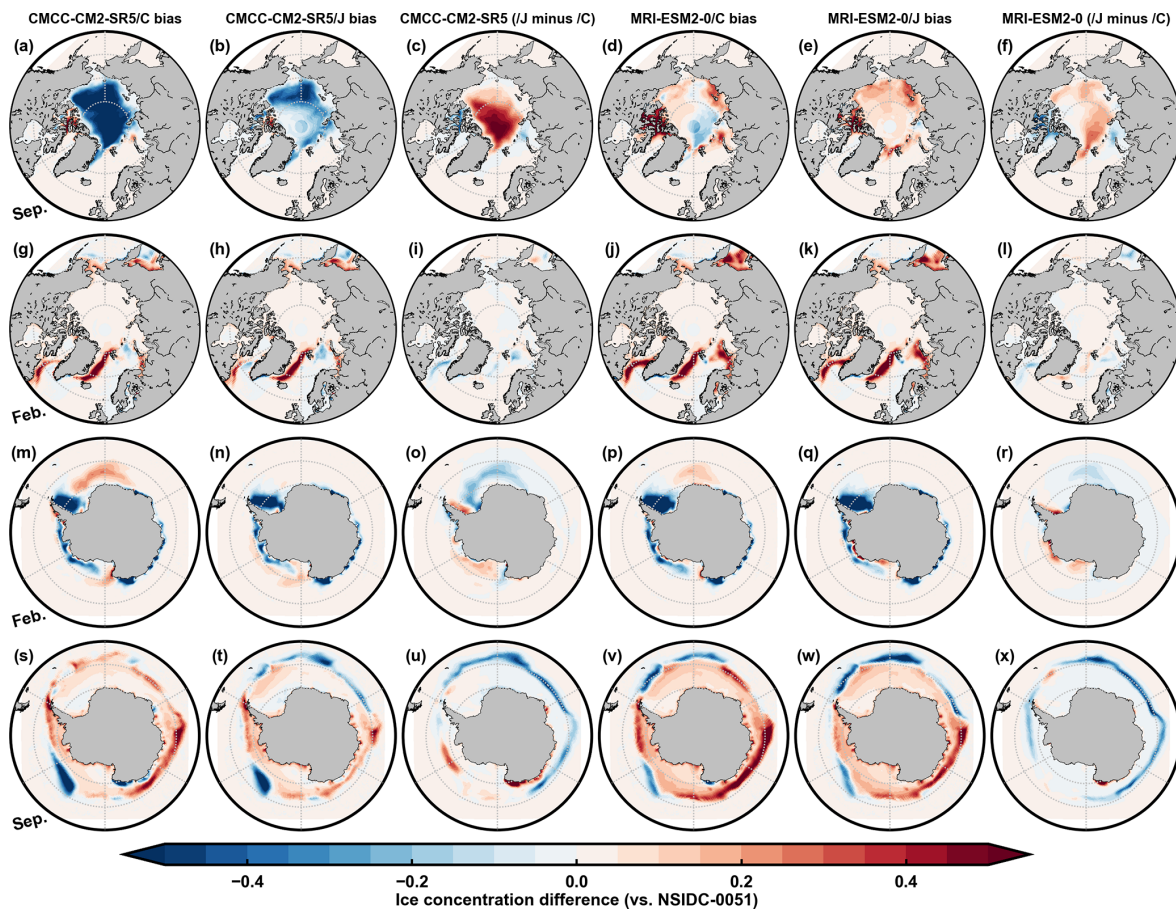 CMCC-CM2-SR5/C bias CMCC-CM2-SR5/J bias CMCC-CM2-SR5 (/J minus /C) MRI-ESM2-0/C bias MRI-ESM2-0/J bias MRI-ESM2-0 (/J minus /C)
(a) (b) (c) (d) (e) (f)
Sep.
(g) (h) (i) (j) (k) (l)
Feb.
(m) (n) (o) (p) (q) (r)
Feb.
(s) (t) (u) (v) (w) (x)
Sep.
−0.4 −0.2 0.0 0.2 0.4
Ice concentration difference (vs. NSIDC-0051)